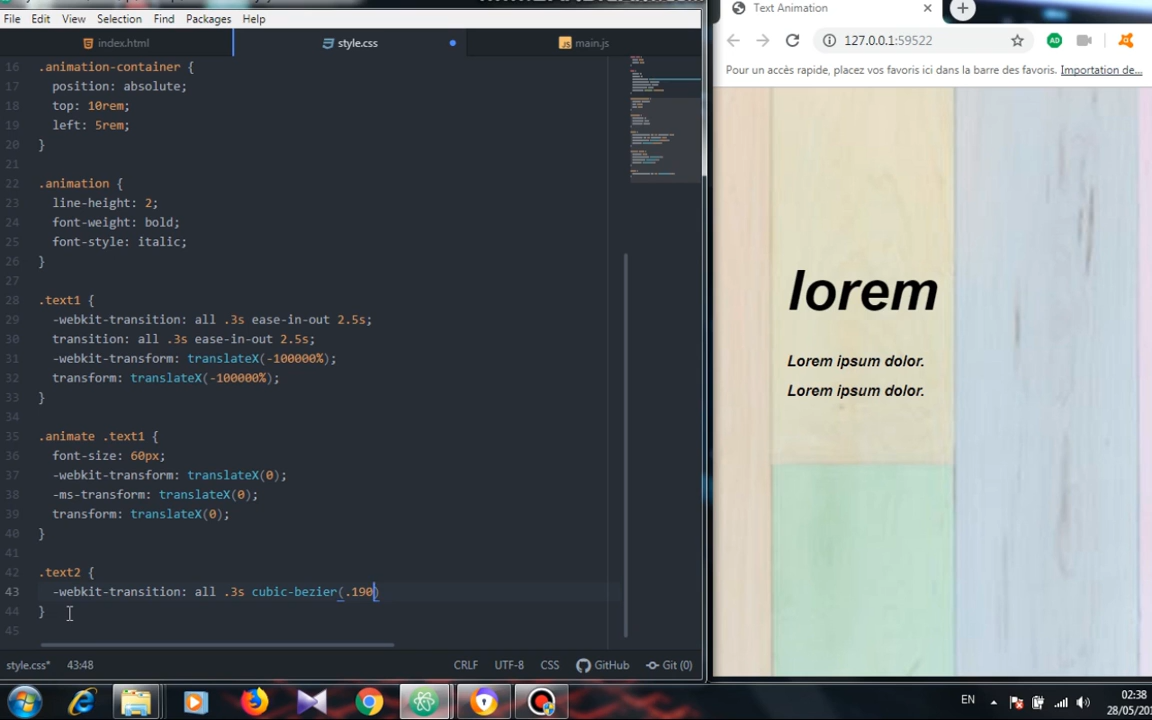 File Edit View Selection Find Packages Help
index.html
style.css
main.js
16 .animation-container {
17 position: absolute;
18 top: 10rem;
19 left: 5rem;
20 }
21
22 .animation {
23 line-height: 2;
24 font-weight: bold;
25 font-style: italic;
26 }
27
28 .text1 {
29 -webkit-transition: all .3s ease-in-out 2.5s;
30 transition: all .3s ease-in-out 2.5s;
31 -webkit-transform: translateX(-100000%);
32 transform: translateX(-100000%);
33 }
34
35 .animate .text1 {
36 font-size: 60px;
37 -webkit-transform: translateX(0);
38 -ms-transform: translateX(0);
39 transform: translateX(0);
40 }
41
42 .text2 {
43 -webkit-transition: all .3s cubic-bezier(.190)
44 }
45
style.css* 43:48 CRLF UTF-8 CSS GitHub Git (0)
Text Animation
127.0.0.1:59522
AD
Pour un accès rapide, placez vos favoris ici dans la barre des favoris. Importation de...
lorem
Lorem ipsum dolor.
Lorem ipsum dolor.
EN
02:38